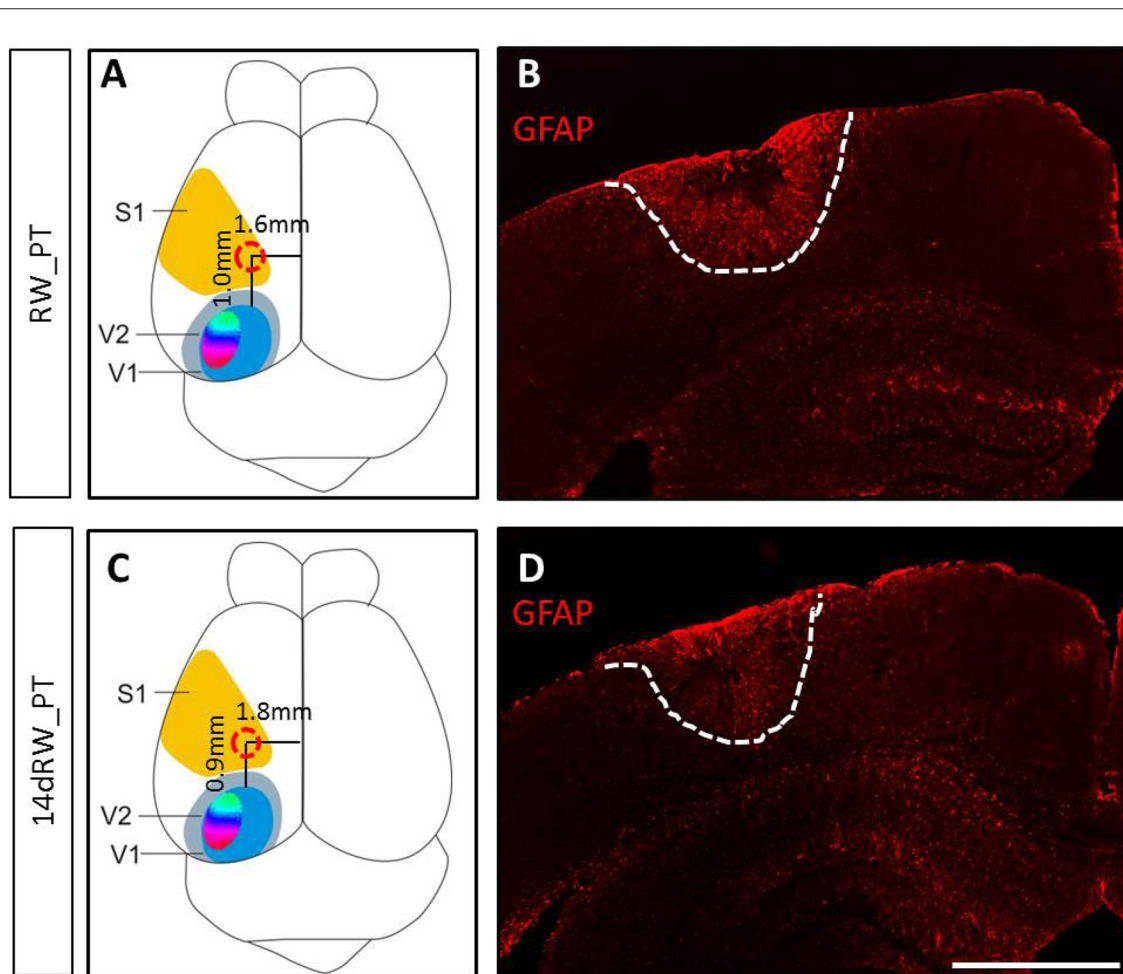 RW_PT
A
S1
1.6mm
1.0mm
V2
V1
B
GFAP
14dRW_PT
C
S1
1.8mm
0.9mm
V2
V1
D
GFAP